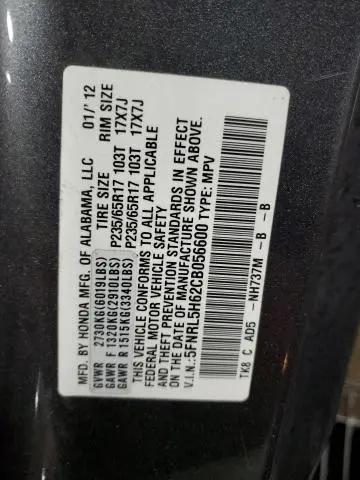 MFD. BY HONDA MFG. OF ALABAMA, LLC 01/'12
GVWR 2730KG(6019LBS) TIRE SIZE RIM SIZE
GAWR F 1320KG(2910LBS) P235/65R17 103T 17X7J
GAWR R 1515KG(3340LBS) P235/65R17 103T 17X7J
THIS VEHICLE CONFORMS TO ALL APPLICABLE
FEDERAL MOTOR VEHICLE SAFETY
AND THEFT PREVENTION STANDARDS IN EFFECT
ON THE DATE OF MANUFACTURE SHOWN ABOVE.
V.I.N.:5FNRL5H62CB056600 TYPE: MPV
TK8 C AD5 -NH737M -B -B